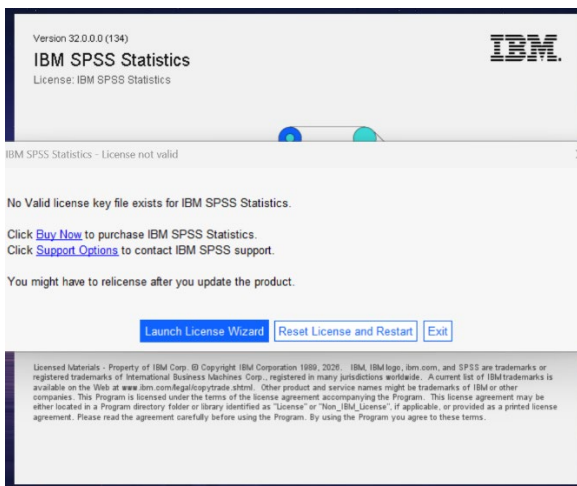 Version 32.0.0.0 (134)
IBM SPSS Statistics
License: IBM SPSS Statistics
IBM.
IBM SPSS Statistics - License not valid
No Valid license key file exists for IBM SPSS Statistics.
Click Buy Now to purchase IBM SPSS Statistics.
Click Support Options to contact IBM SPSS support.
You might have to relicense after you update the product.
Launch License Wizard Reset License and Restart Exit
Licensed Materials - Property of IBM Corp. © Copyright IBM Corporation 1989, 2026. IBM, IBM logo, ibm.com, and SPSS are trademarks or
registered trademarks of International Business Machines Corp., registered in many jurisdictions worldwide. A current list of IBM trademarks is
available on the Web at www.ibm.com/legal/copytrade.shtml. Other product and service names might be trademarks of IBM or other
companies. This Program is licensed under the terms of the license agreement accompanying the Program. This license agreement may be
either located in a Program directory folder or library identified as "License" or "Non_IBM_License", if applicable, or provided as a printed license
agreement. Please read the agreement carefully before using the Program. By using the Program you agree to these terms.